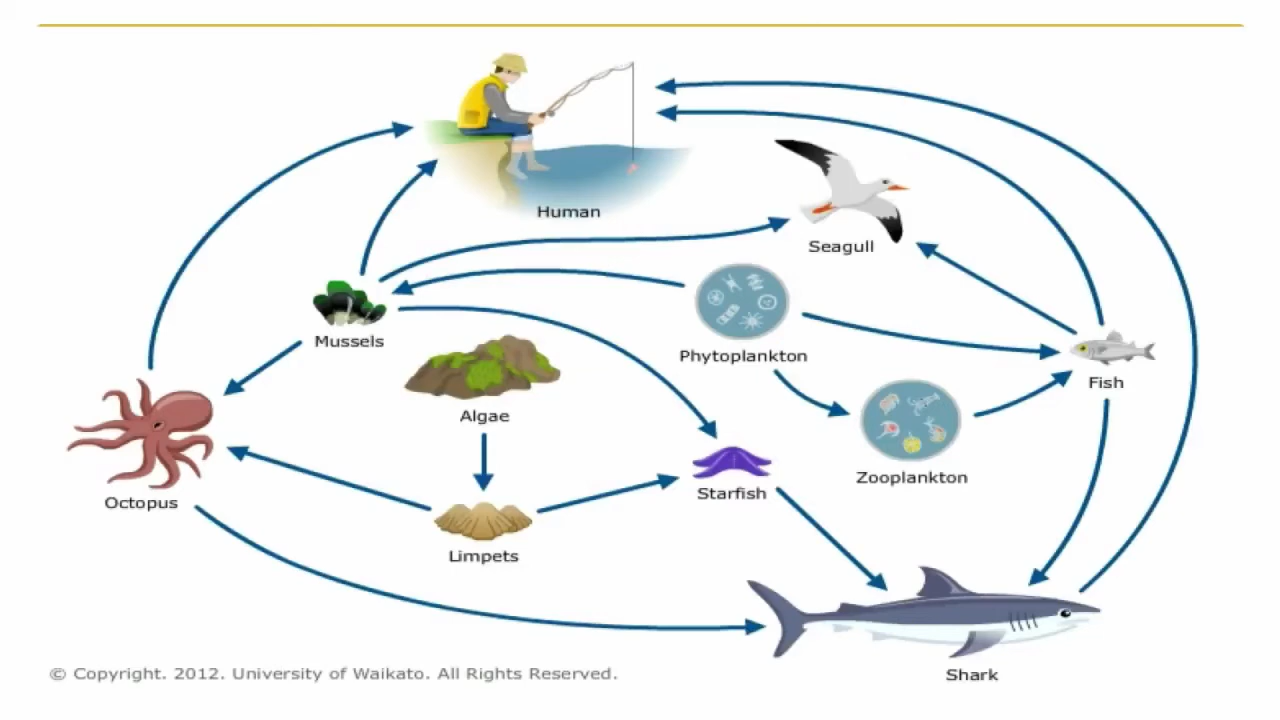 Human
Seagull
Mussels
Phytoplankton
Fish
Algae
Zooplankton
Starfish
Octopus
Limpets
Shark
© Copyright. 2012. University of Waikato. All Rights Reserved.